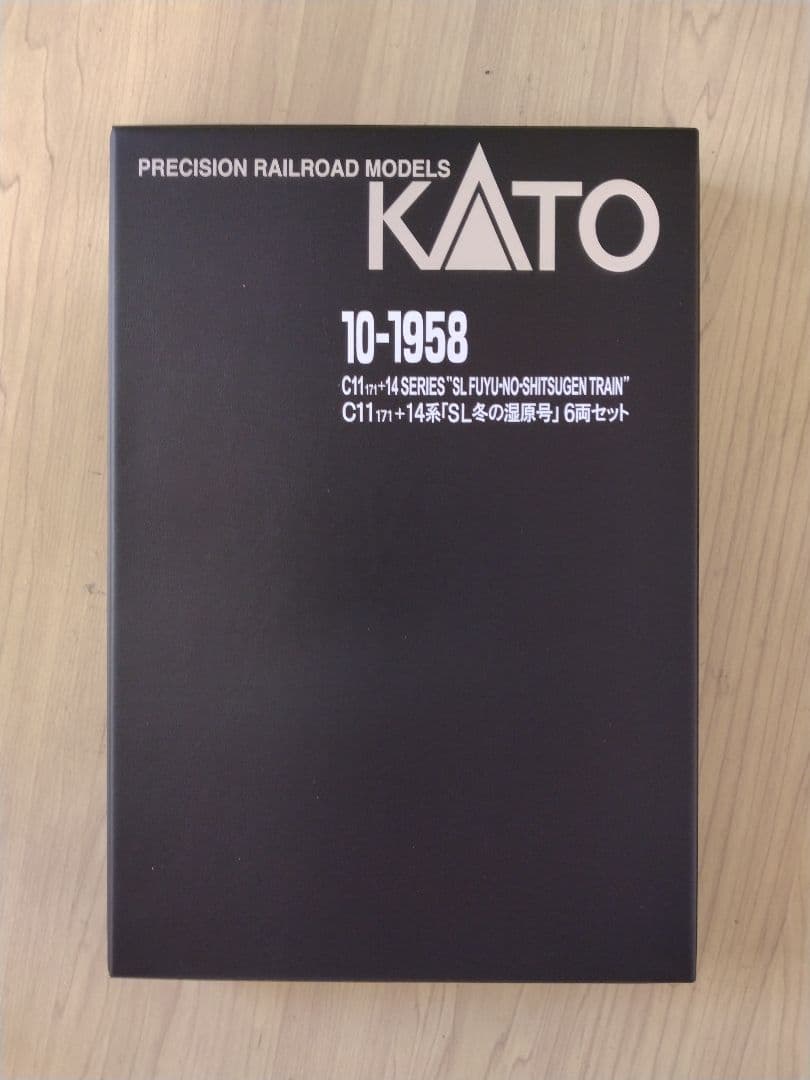 PRECISION RAILROAD MODELS
KATO
10-1958
C11 171+14 SERIES "SL FUYU-NO-SHITSUGEN TRAIN"
C11 171+14系「SL冬の湿原号」6両セット